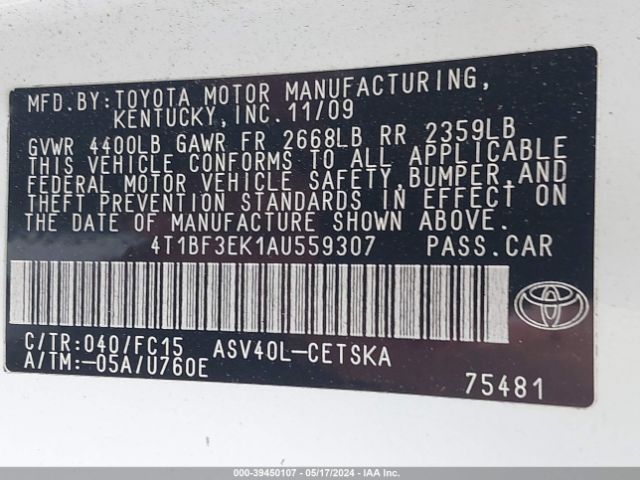 MFD.BY:TOYOTA MOTOR MANUFACTURING,
KENTUCKY,INC.11/09
GVWR 4400LB GAWR FR 2668LB RR 2359LB
THIS VEHICLE CONFORMS TO ALL APPLICABLE
FEDERAL MOTOR VEHICLE SAFETY,BUMPER,AND
THEFT PREVENTION STANDARDS IN EFFECT ON
THE DATE OF MANUFACTURE SHOWN ABOVE.
4T1BF3EK1AU559307 PASS.CAR
C/TR:040/FC15 ASV40L-CETSKA
A/TM:-05A/U760E
75481
000-39450107 - 05/17/2024 - IAA Inc.